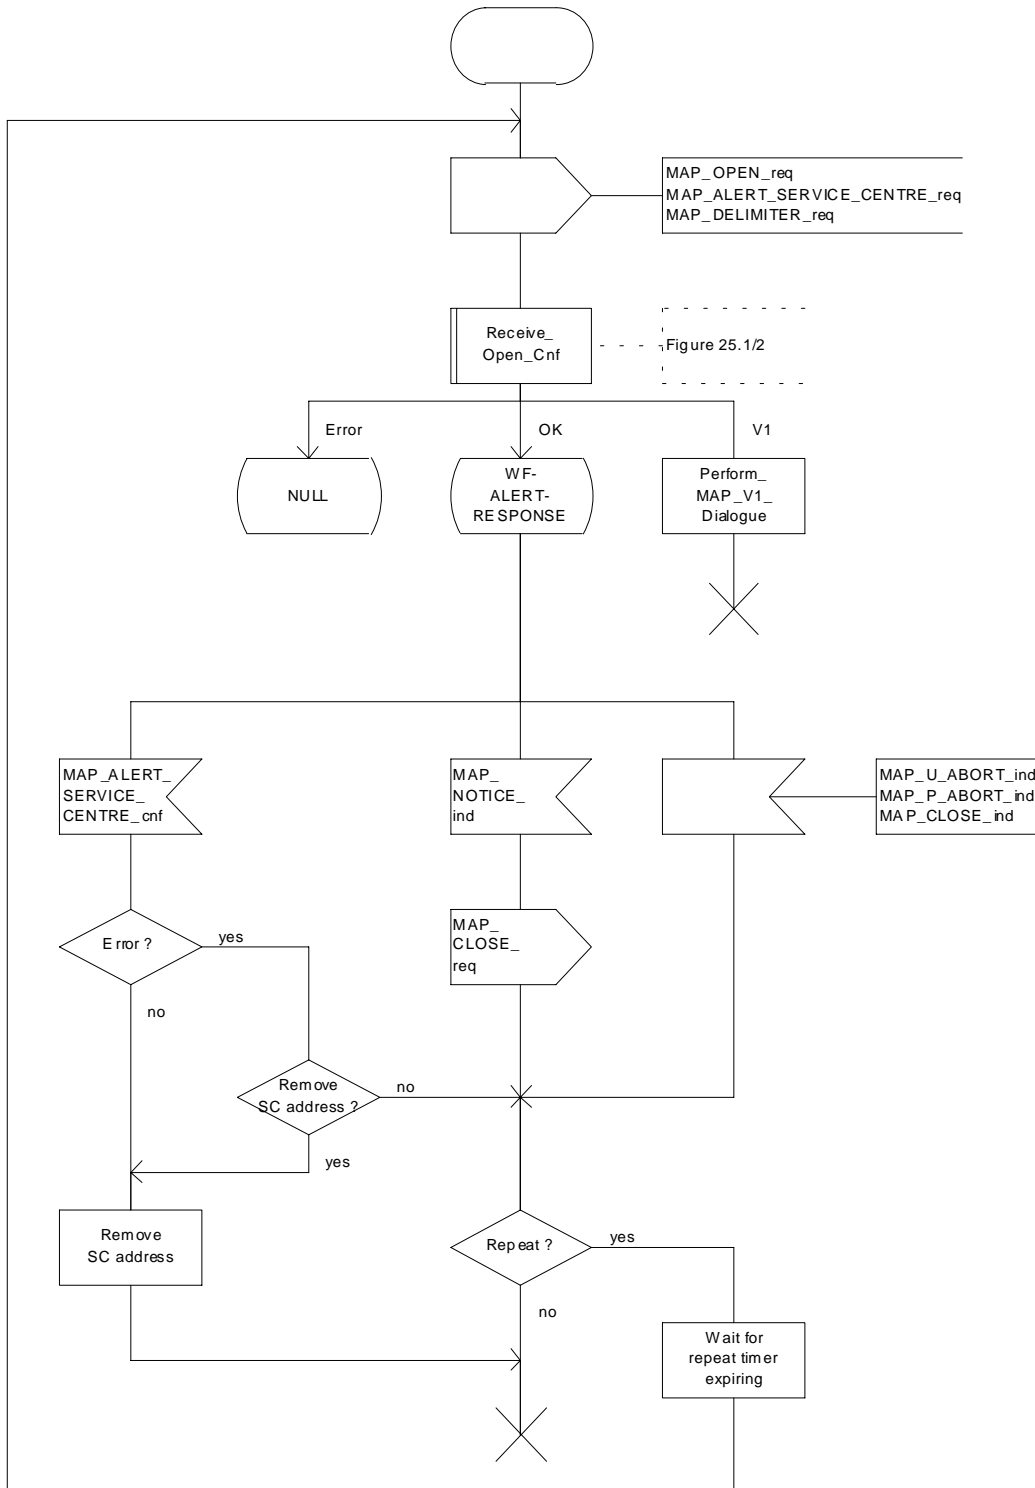 MAP_OPEN_req
MAP_ALERT_SERVICE_CENTRE_req
MAP_DELIMITER_req
Receive_
Open_Cnf
Figure 25.1/2
Error
OK
V1
NULL
WF-
ALERT-
RESPONSE
Perform_
MAP_V1_
Dialogue
MAP_ALERT_
SERVICE_
CENTRE_cnf
MAP_
NOTICE_
ind
MAP_U_ABORT_ind
MAP_P_ABORT_ind
MAP_CLOSE_ind
Error ?
yes
no
MAP_
CLOSE_
req
Remove
SC address ?
no
yes
Remove
SC address
Repeat ?
yes
no
Wait for
repeat timer
expiring